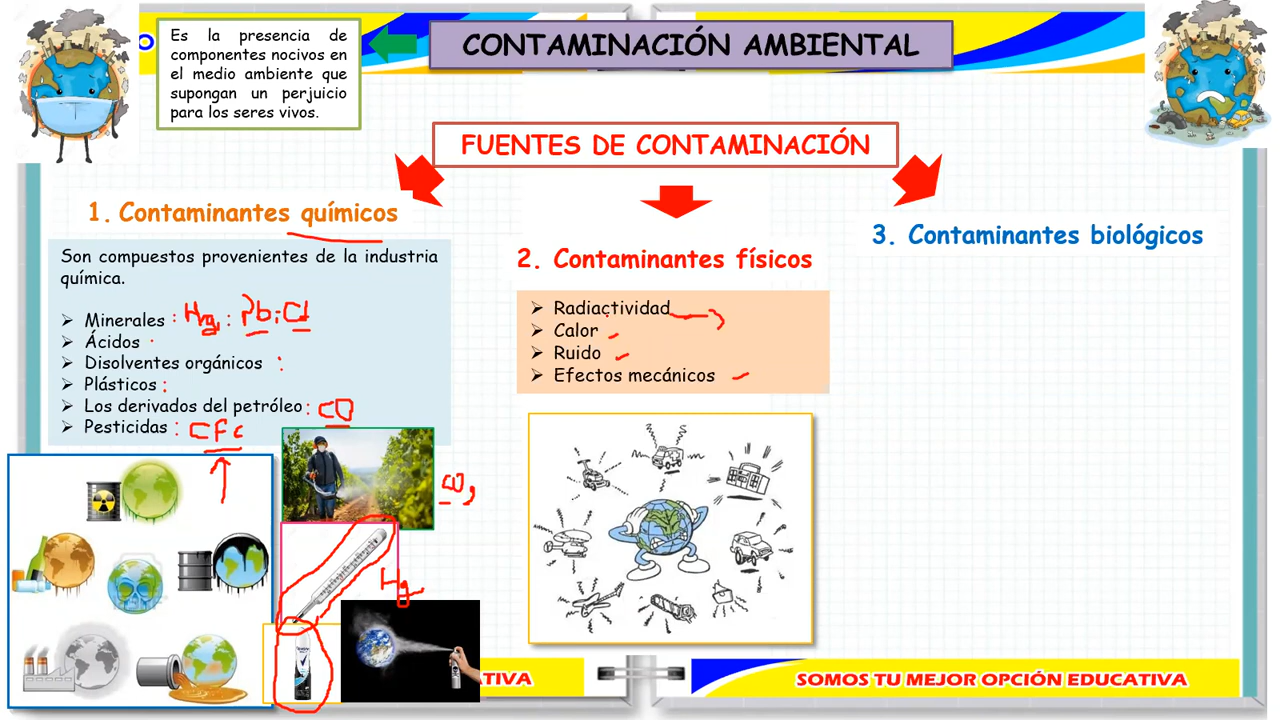 CONTAMINACIÓN AMBIENTAL
Es la presencia de
componentes nocivos en
el medio ambiente que
supongan un perjuicio
para los seres vivos.
FUENTES DE CONTAMINACIÓN
1. Contaminantes químicos
Son compuestos provenientes de la industria
química.
Minerales : Hg : Pb ; Cd
Ácidos
Disolventes orgánicos :
Plásticos :
Los derivados del petróleo : CO
Pesticidas : CFC
Hg
2. Contaminantes físicos
Radiactividad
Calor
Ruido
Efectos mecánicos
3. Contaminantes biológicos
TIVA
SOMOS TU MEJOR OPCIÓN EDUCATIVA